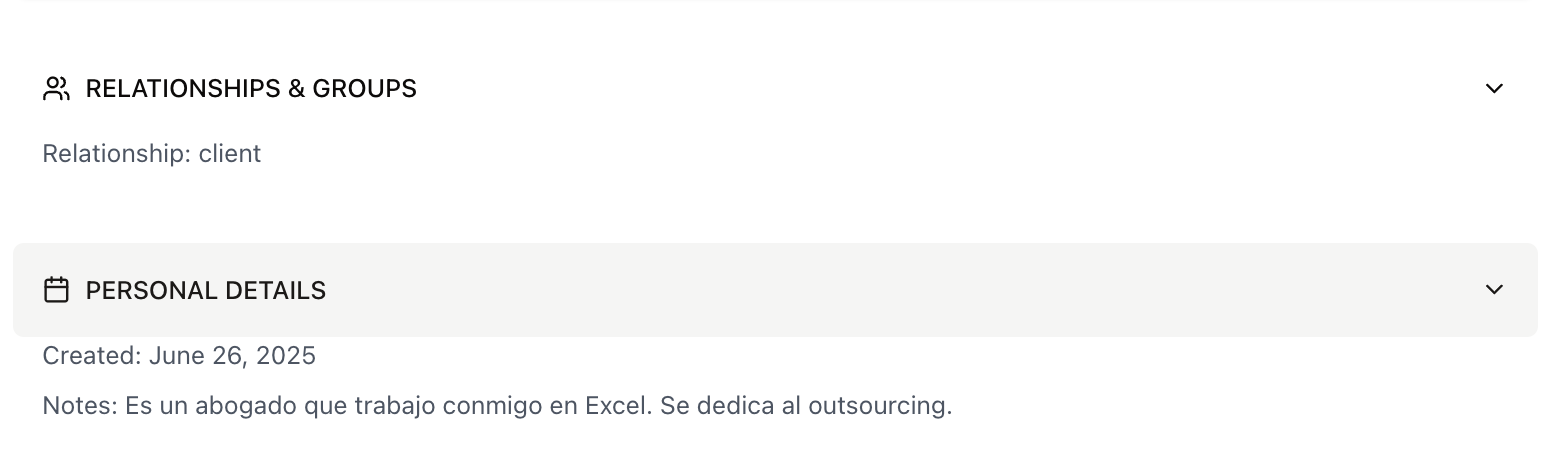 RELATIONSHIPS & GROUPS
Relationship: client
PERSONAL DETAILS
Created: June 26, 2025
Notes: Es un abogado que trabajo conmigo en Excel. Se dedica al outsourcing.